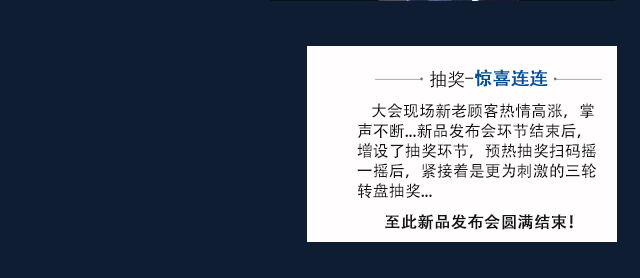 抽奖-惊喜连连
大会现场新老顾客热情高涨，掌
声不断...新品发布会环节结束后，
增设了抽奖环节，预热抽奖扫码摇
一摇后，紧接着是更为刺激的三轮
转盘抽奖...
至此新品发布会圆满结束！